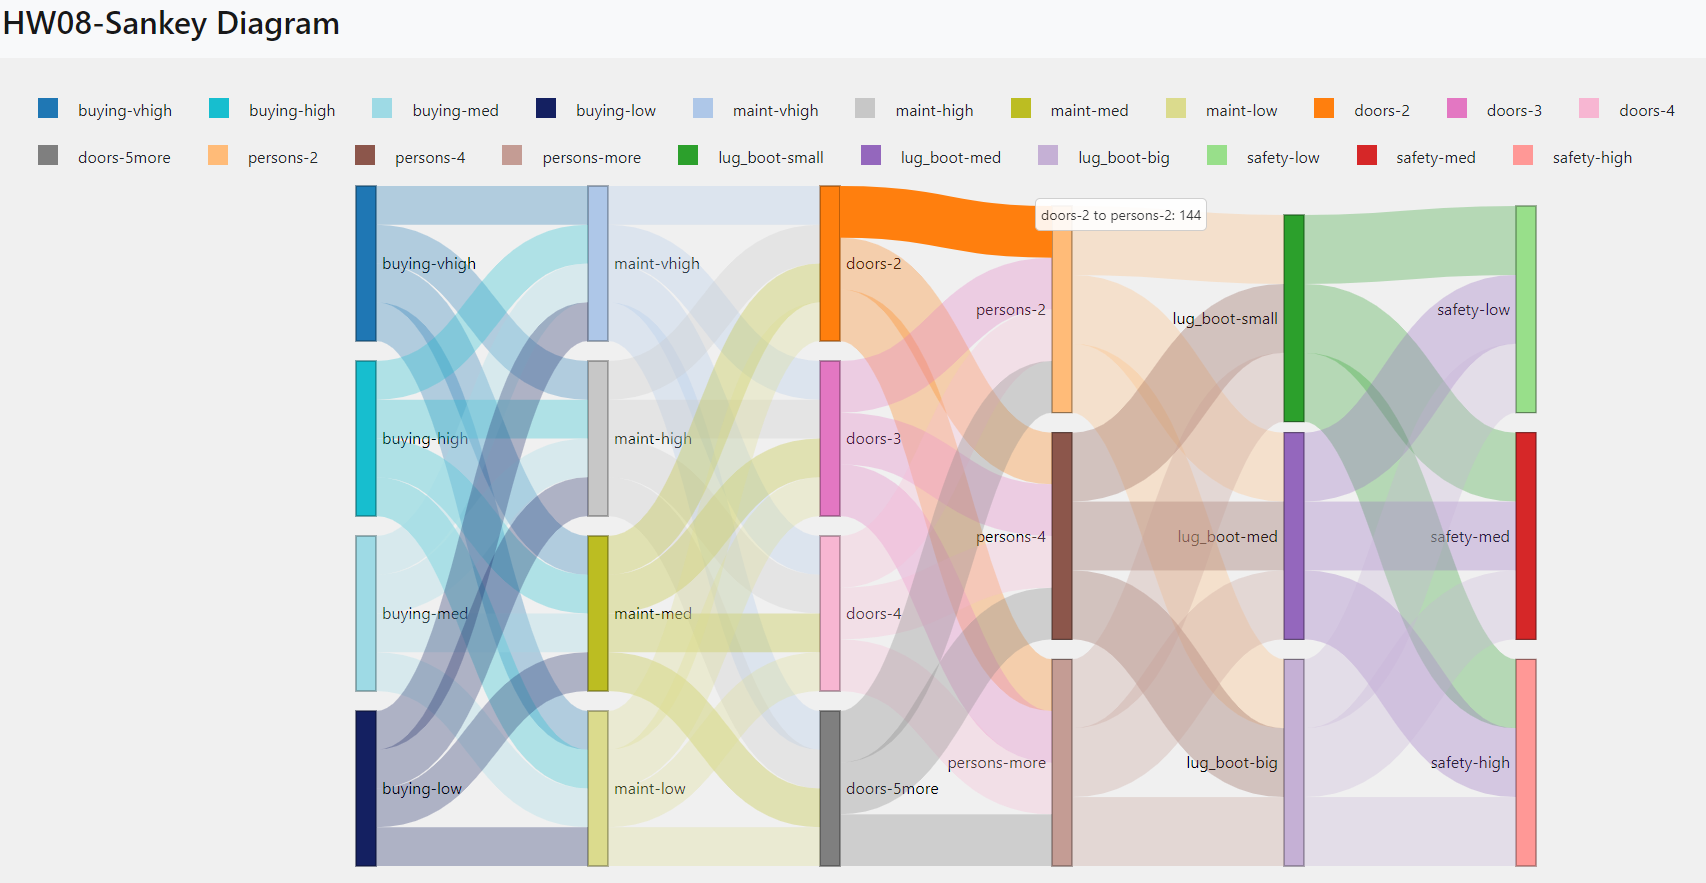 HW08-Sankey Diagram
buying-vhigh buying-high buying-med buying-low maint-vhigh maint-high maint-med maint-low doors-2 doors-3 doors-4
doors-5more persons-2 persons-4 persons-more lug_boot-small lug_boot-med lug_boot-big safety-low safety-med safety-high
doors-2 to persons-2: 144
buying-vhigh maint-vhigh doors-2
persons-2 lug_boot-small safety-low
buying-high maint-high doors-3
persons-4 lug_boot-med safety-med
buying-med maint-med doors-4
persons-more lug_boot-big safety-high
buying-low maint-low doors-5more